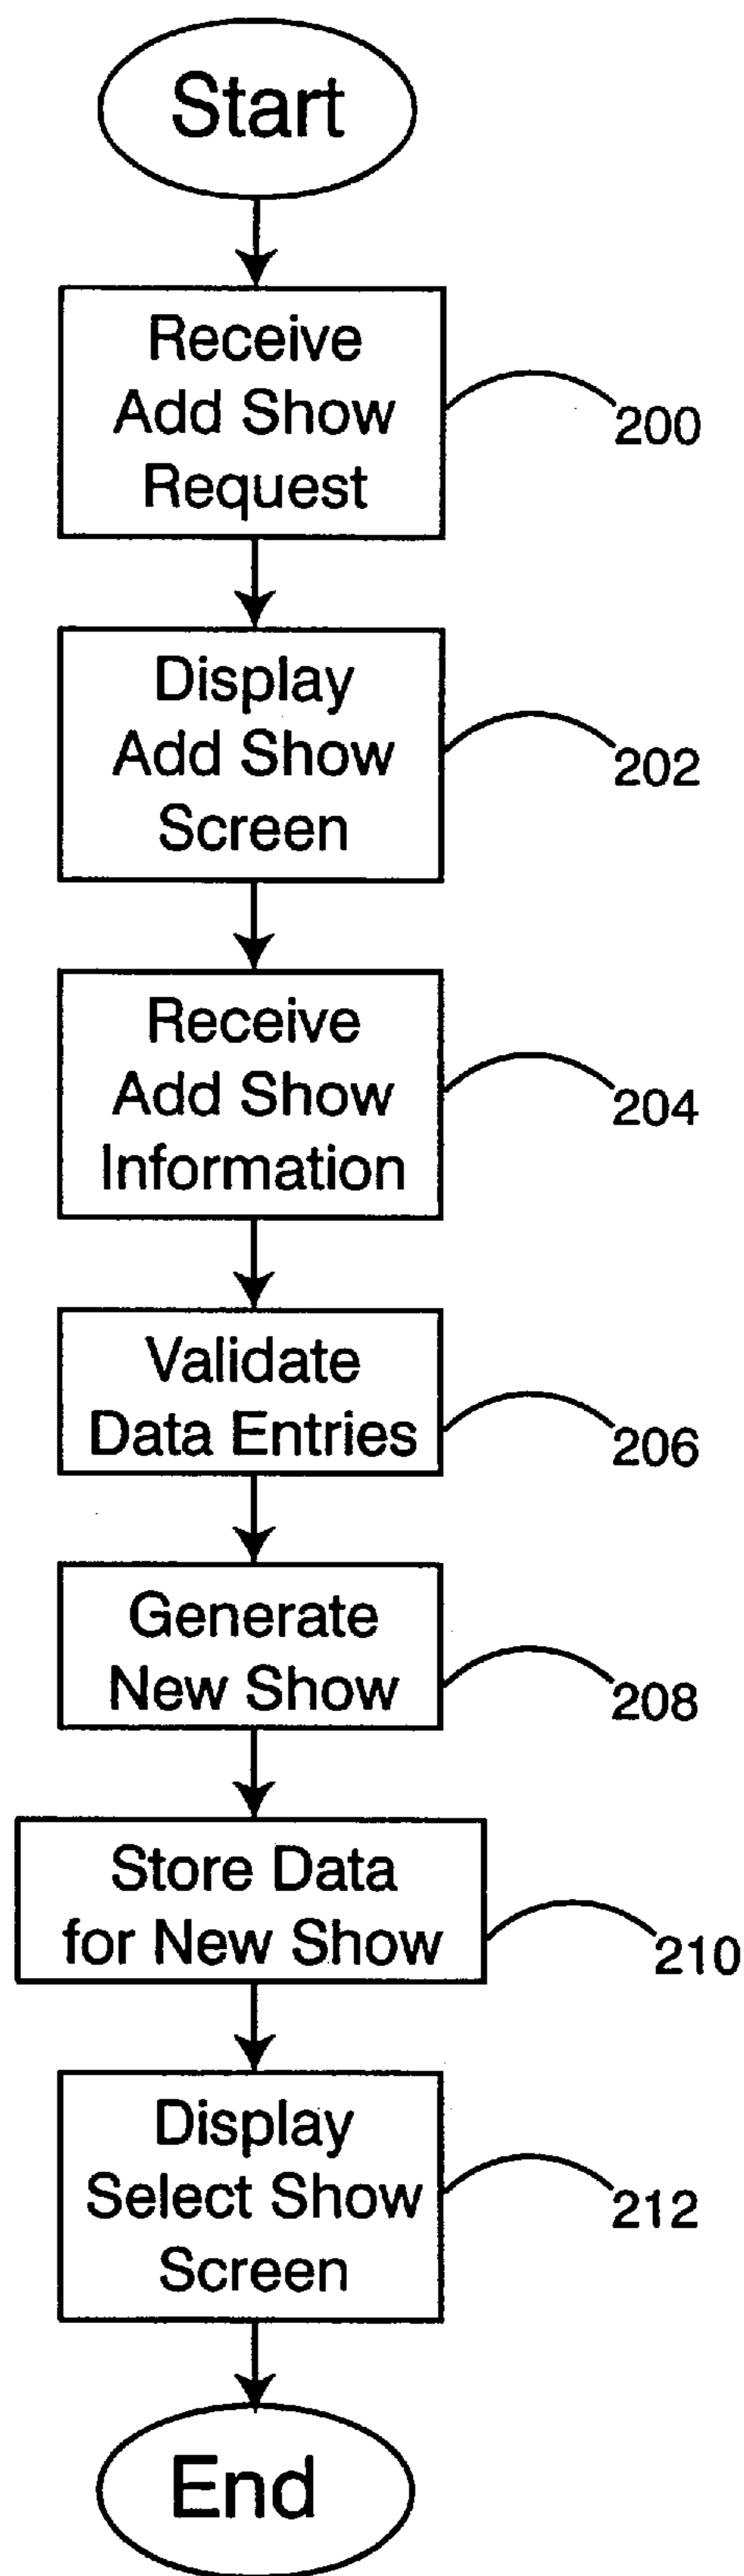 Start
Receive
Add Show
Request
200
Display
Add Show
Screen
202
Receive
Add Show
Information
204
Validate
Data Entries
206
Generate
New Show
208
Store Data
for New Show
210
Display
Select Show
Screen
212
End